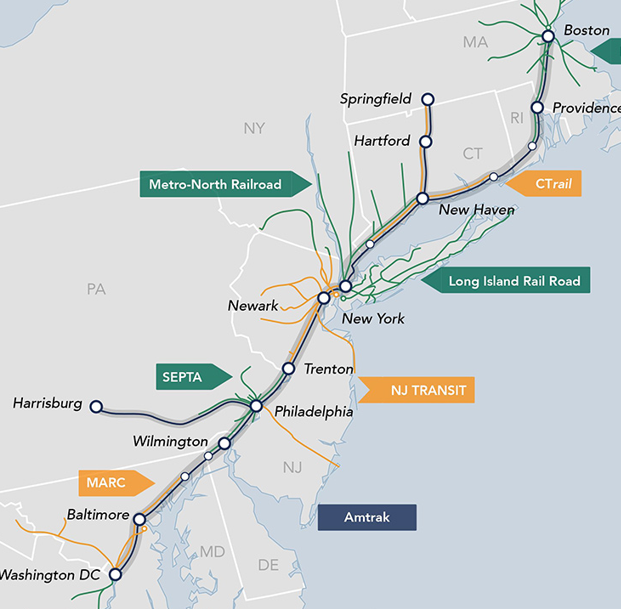 Boston
MA
Springfield
Providence
NY
Hartford
RI
CT
Metro-North Railroad
CTrail
New Haven
Long Island Rail Road
PA
Newark
New York
SEPTA
Trenton
NJ TRANSIT
Harrisburg
Philadelphia
Wilmington
NJ
MARC
Baltimore
Amtrak
MD
DE
Washington DC